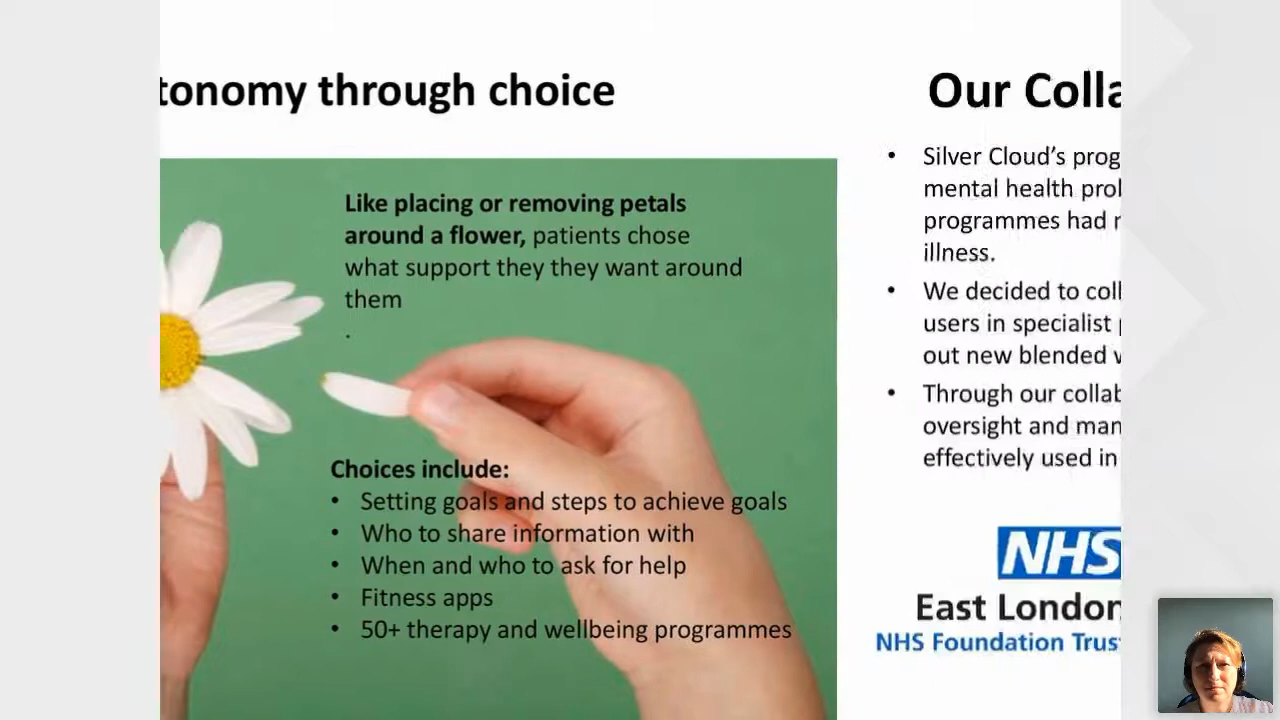 tonomy through choice
Like placing or removing petals
around a flower, patients chose
what support they they want around
them
.
Choices include:
• Setting goals and steps to achieve goals
• Who to share information with
• When and who to ask for help
• Fitness apps
• 50+ therapy and wellbeing programmes
Our Colla
• Silver Cloud's prog
mental health
programmes had
illness.
• We decided to
users in specialist
out new blended
• Through our collab
oversight and
effectively used in
NHS
East London
NHS Foundation Trus